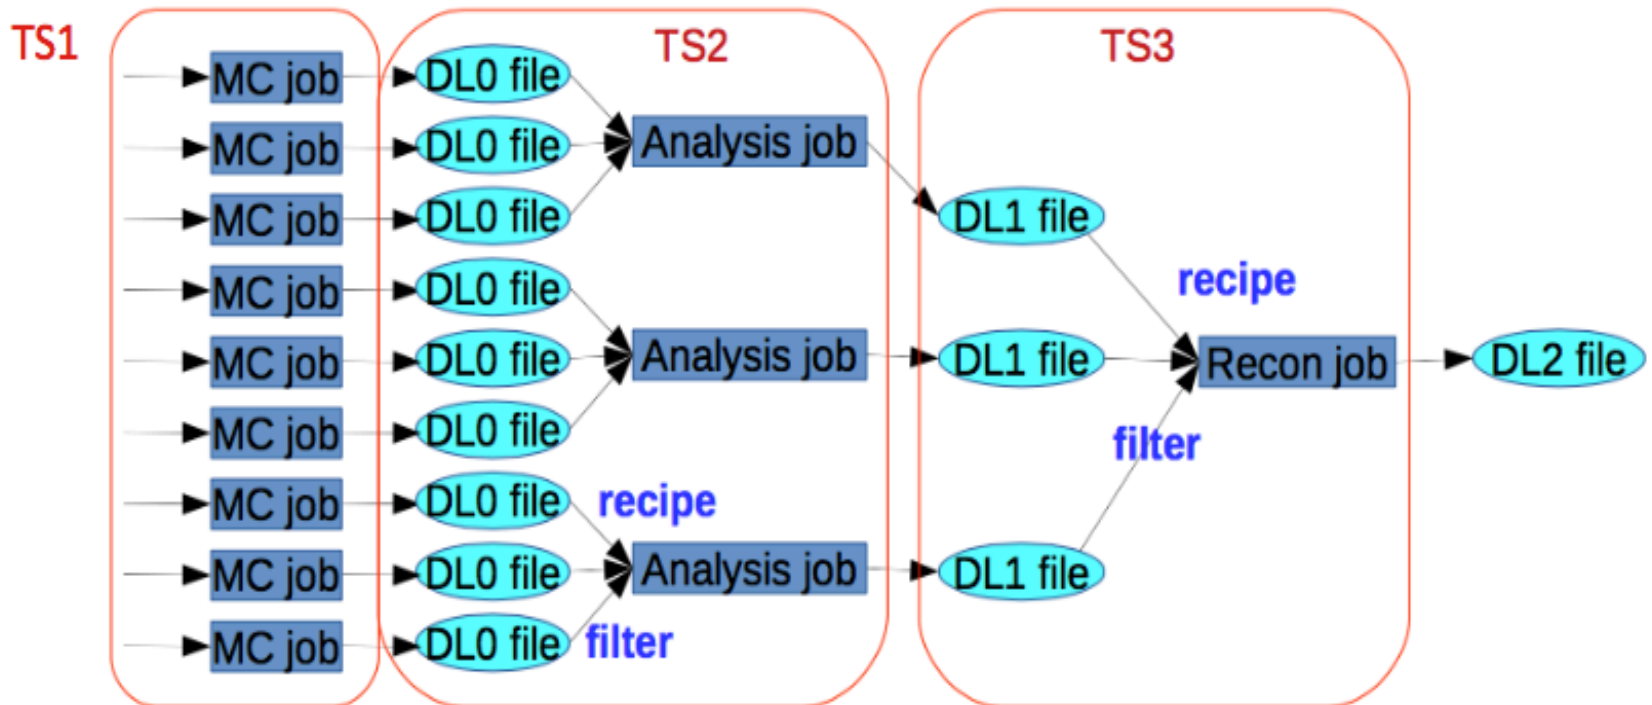 TS1
TS2
TS3
MC job
DL0 file
MC job
DL0 file
Analysis job
MC job
DL0 file
DL1 file
MC job
DL0 file
recipe
MC job
DL0 file
Analysis job
DL1 file
Recon job
DL2 file
MC job
DL0 file
filter
MC job
DL0 file
recipe
MC job
DL0 file
Analysis job
DL1 file
MC job
DL0 file
filter